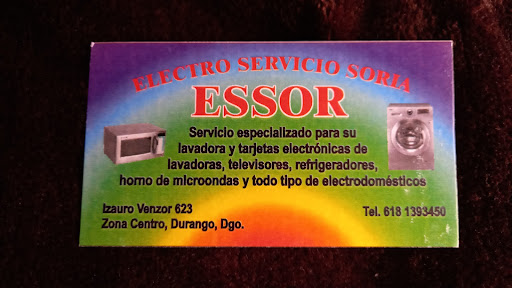 ELECTRO SERVICIO SORIA
ESSOR
Servicio especializado para su
lavadora y tarjetas electrónicas de
lavadoras, televisores, refrigeradores,
horno de microondas y todo tipo de electrodomésticos
Izauro Venzor 623
Zona Centro, Durango, Dgo.
Tel. 618 1393450